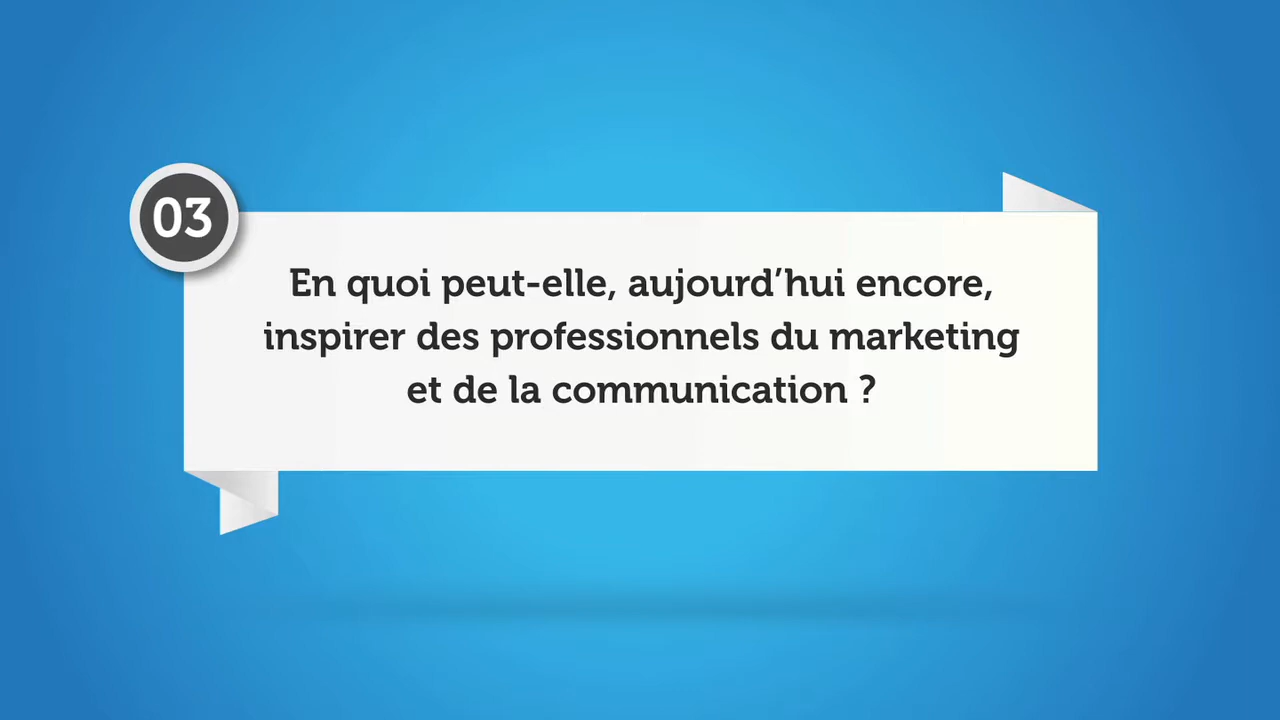 03
En quoi peut-elle, aujourd’hui encore,
inspirer des professionnels du marketing
et de la communication ?